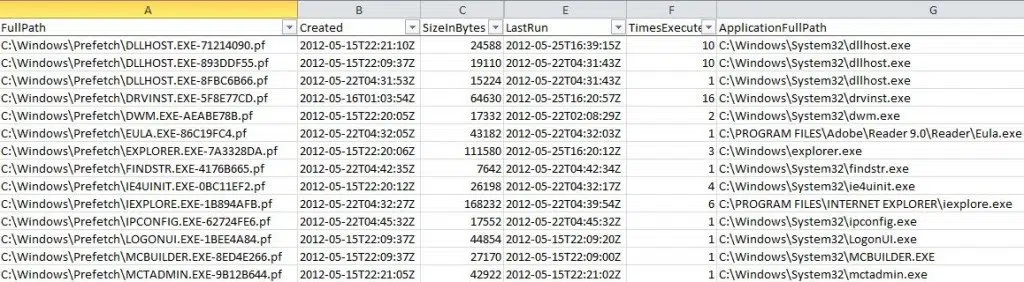 A B C E F G
FullPath Created SizeInBytes LastRun TimesExecute ApplicationFullPath
C:\Windows\Prefetch\DLLHOST.EXE-71214090.pf 2012-05-15T22:21:10Z 24588 2012-05-25T16:39:15Z 10 C:\Windows\System32\dllhost.exe
C:\Windows\Prefetch\DLLHOST.EXE-893DDF55.pf 2012-05-15T22:09:37Z 19110 2012-05-22T04:31:43Z 10 C:\Windows\System32\dllhost.exe
C:\Windows\Prefetch\DLLHOST.EXE-8FBC6B66.pf 2012-05-22T04:31:53Z 15224 2012-05-22T04:31:43Z 1 C:\Windows\System32\dllhost.exe
C:\Windows\Prefetch\DRVINST.EXE-5F8E77CD.pf 2012-05-16T01:03:54Z 64630 2012-05-25T16:20:57Z 16 C:\Windows\System32\drvinst.exe
C:\Windows\Prefetch\DWM.EXE-AEABE78B.pf 2012-05-15T22:20:05Z 17332 2012-05-22T02:08:29Z 2 C:\Windows\System32\dwm.exe
C:\Windows\Prefetch\EULA.EXE-86C19FC4.pf 2012-05-22T04:32:05Z 43182 2012-05-22T04:32:03Z 1 C:\PROGRAM FILES\Adobe\Reader 9.0\Reader\Eula.exe
C:\Windows\Prefetch\EXPLORER.EXE-7A3328DA.pf 2012-05-15T22:20:06Z 111580 2012-05-25T16:20:12Z 3 C:\Windows\explorer.exe
C:\Windows\Prefetch\FINDSTR.EXE-4176B665.pf 2012-05-22T04:42:35Z 7642 2012-05-22T04:42:34Z 1 C:\Windows\System32\findstr.exe
C:\Windows\Prefetch\IE4UINIT.EXE-0BC11EF2.pf 2012-05-15T22:20:12Z 26198 2012-05-22T04:32:17Z 4 C:\Windows\System32\ie4uinit.exe
C:\Windows\Prefetch\IEXPLORE.EXE-1B894AFB.pf 2012-05-22T04:32:27Z 168232 2012-05-22T04:39:54Z 6 C:\PROGRAM FILES\INTERNET EXPLORER\iexplore.exe
C:\Windows\Prefetch\IPCONFIG.EXE-62724FE6.pf 2012-05-22T04:45:32Z 17552 2012-05-22T04:45:32Z 1 C:\Windows\System32\ipconfig.exe
C:\Windows\Prefetch\LOGONUI.EXE-1BEE4A84.pf 2012-05-15T22:09:37Z 44854 2012-05-15T22:09:20Z 1 C:\Windows\System32\LogonUI.exe
C:\Windows\Prefetch\MCBUILDER.EXE-8ED4E266.pf 2012-05-15T22:09:37Z 27170 2012-05-15T22:09:00Z 1 C:\Windows\System32\MCBUILDER.EXE
C:\Windows\Prefetch\MCTADMIN.EXE-9B12B644.pf 2012-05-15T22:21:05Z 42922 2012-05-15T22:21:02Z 1 C:\Windows\System32\mctadmin.exe